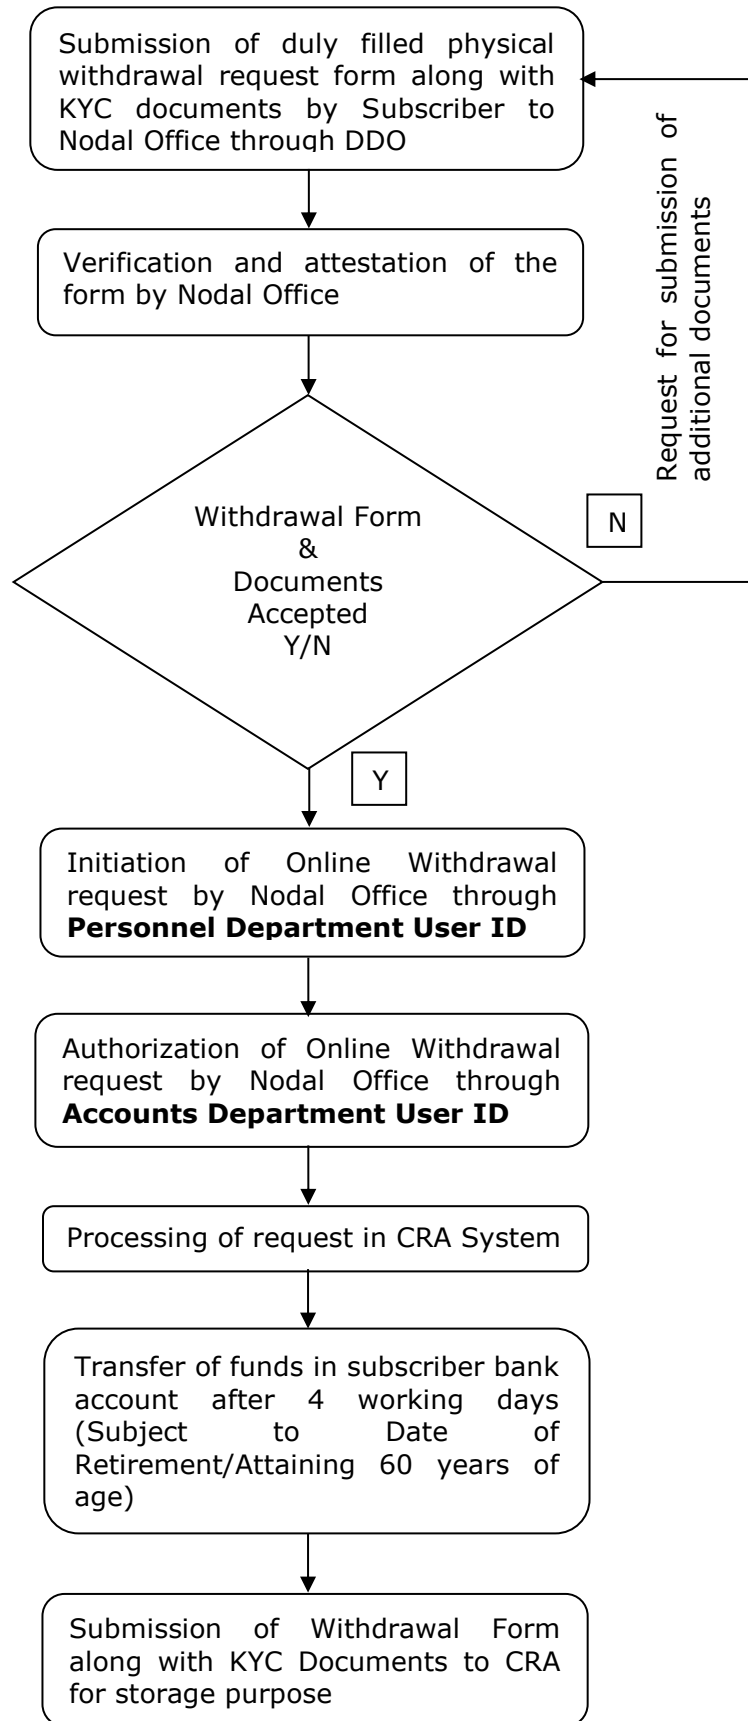 Submission of duly filled physical
withdrawal request form along with
KYC documents by Subscriber to
Nodal Office through DDO
Request for submission of
additional documents
Verification and attestation of the
form by Nodal Office
Withdrawal Form
&
Documents
Accepted
Y/N
N
Y
Initiation of Online Withdrawal
request by Nodal Office through
Personnel Department User ID
Authorization of Online Withdrawal
request by Nodal Office through
Accounts Department User ID
Processing of request in CRA System
Transfer of funds in subscriber bank
account after 4 working days
(Subject to Date of
Retirement/Attaining 60 years of
age)
Submission of Withdrawal Form
along with KYC Documents to CRA
for storage purpose